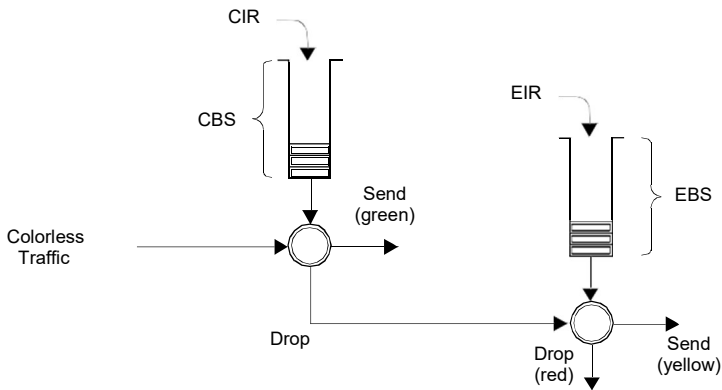 CIR
CBS
EIR
EBS
Send
(green)
Colorless
Traffic
Drop
Drop
(red)
Send
(yellow)